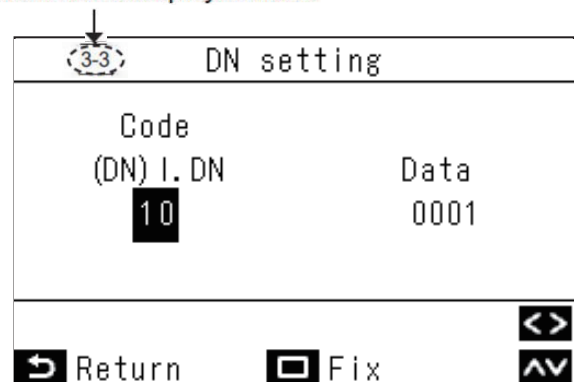 3-3 DN setting
Code
(DN) I. DN Data
10 0001
< >
Return Fix